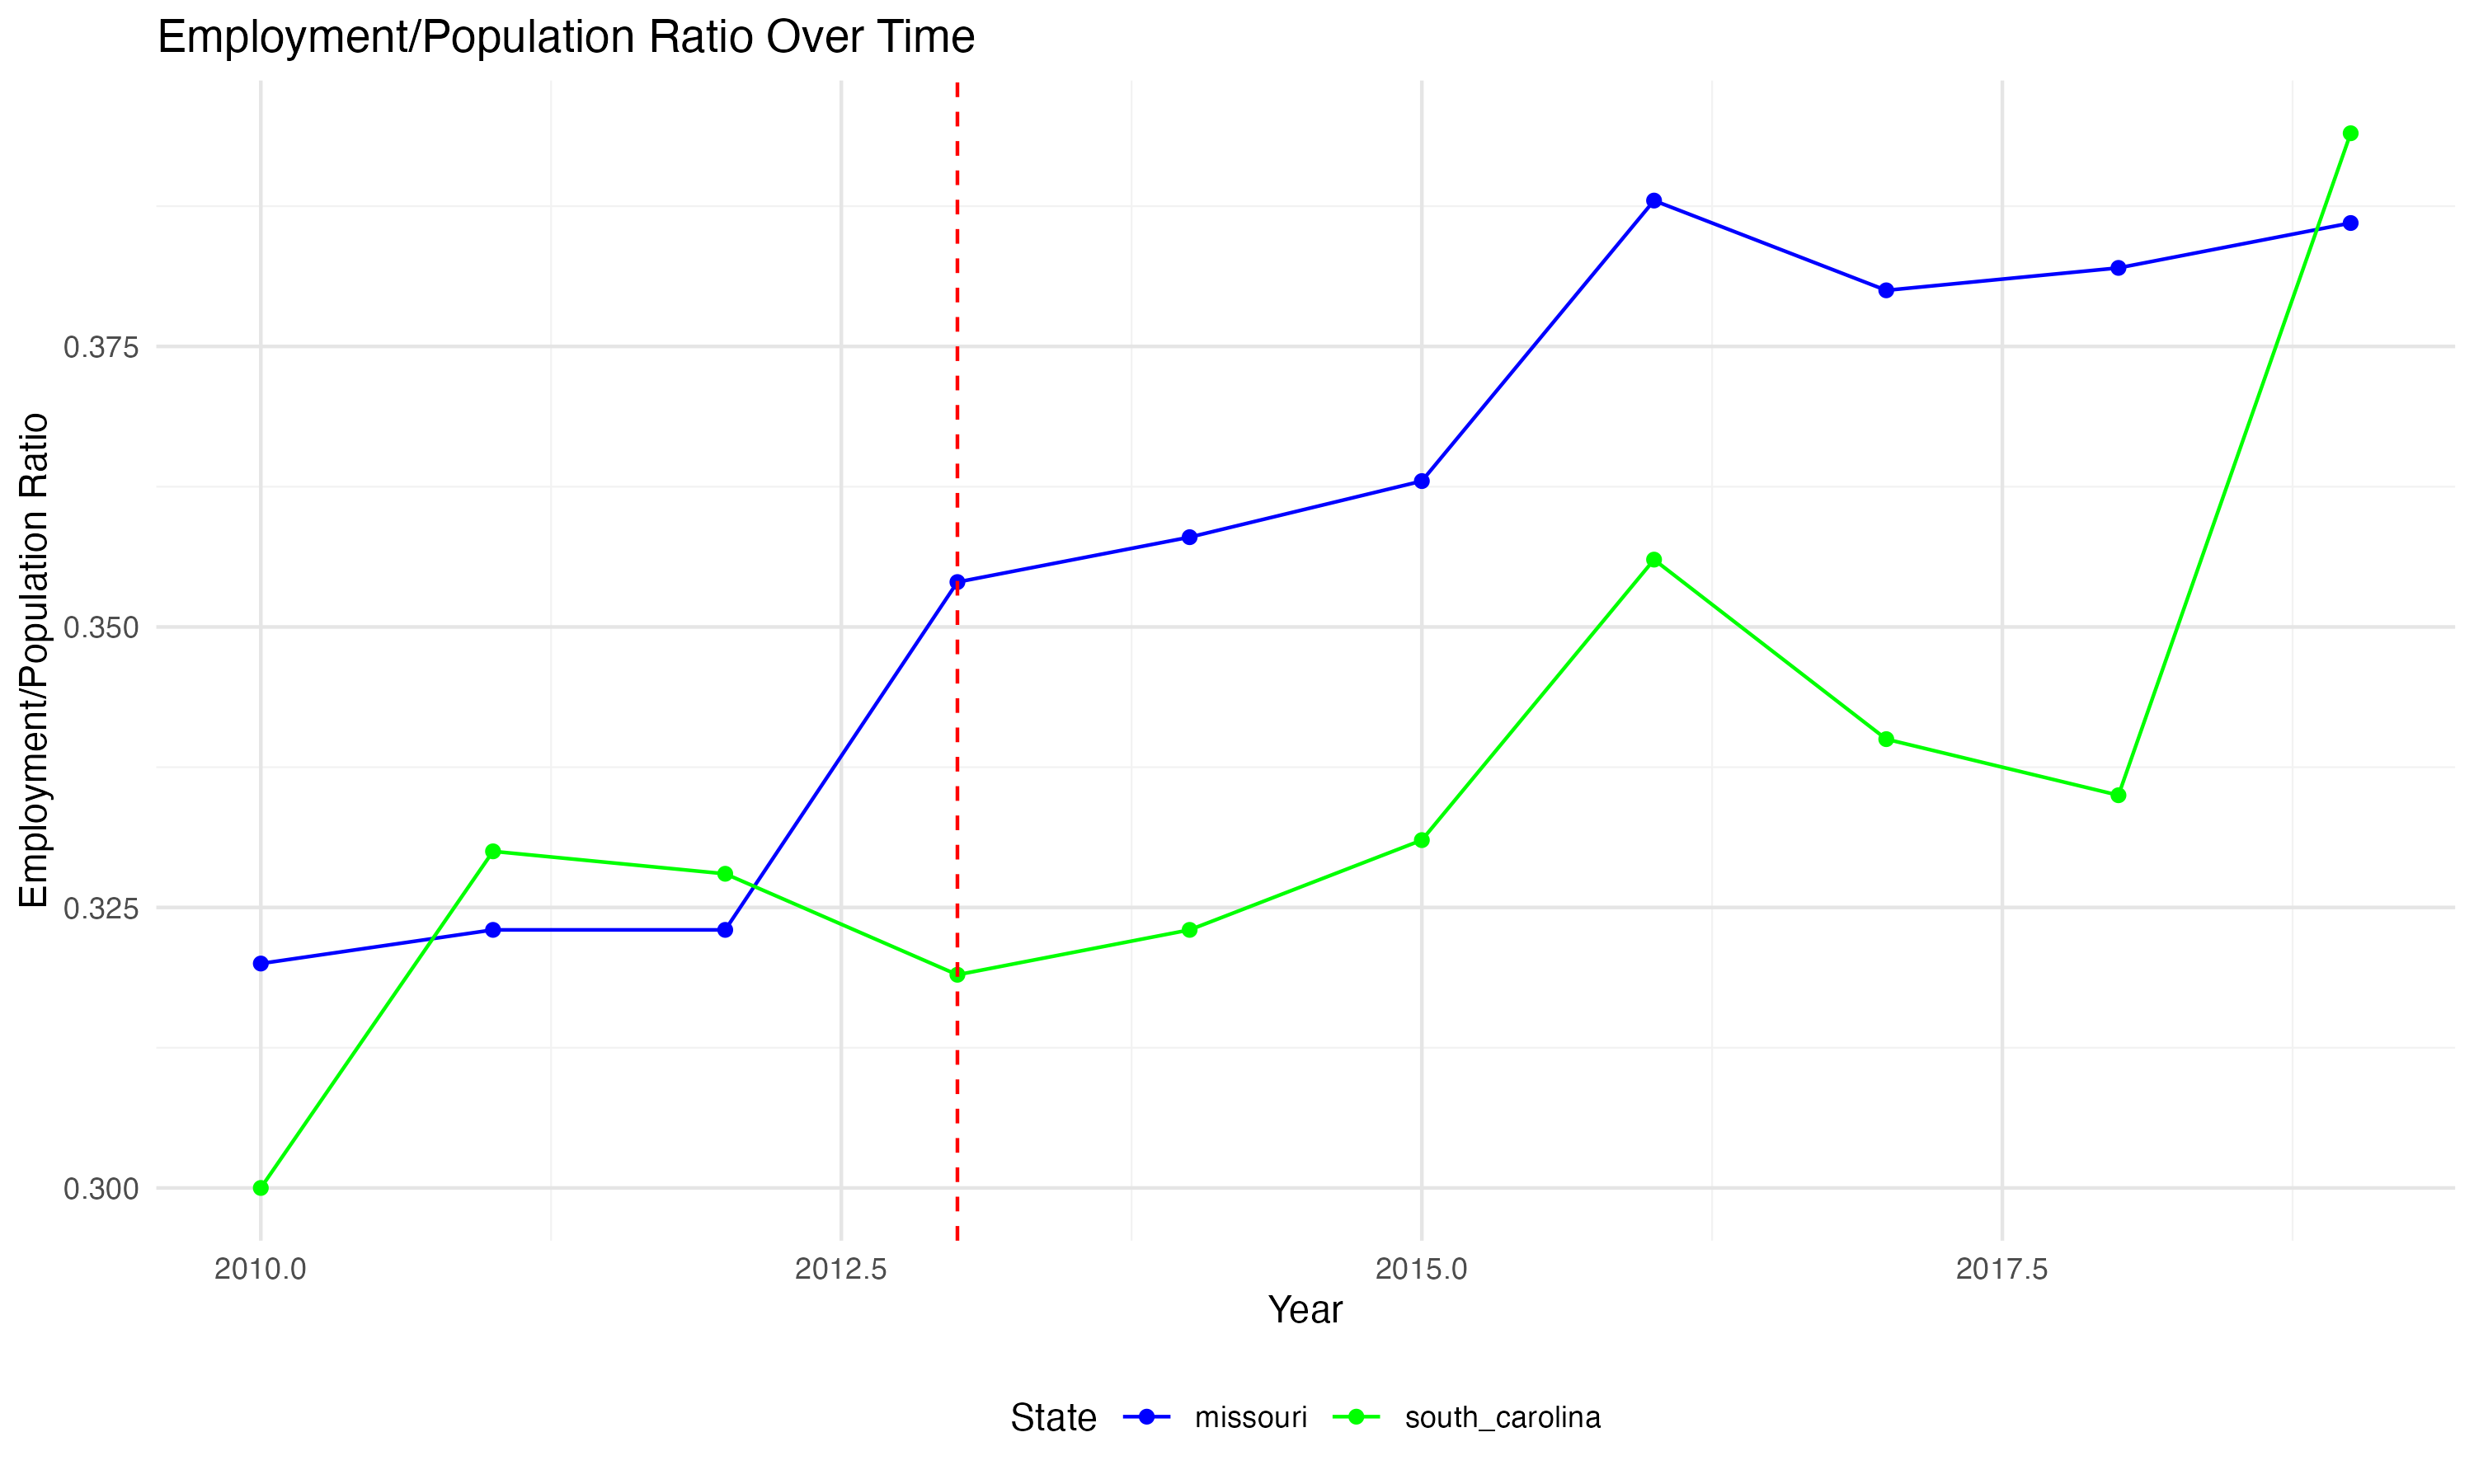 Employment/Population Ratio Over Time
Employment/Population Ratio
0.375
0.350
0.325
0.300
2010.0 2012.5 2015.0 2017.5
Year
State missouri south_carolina